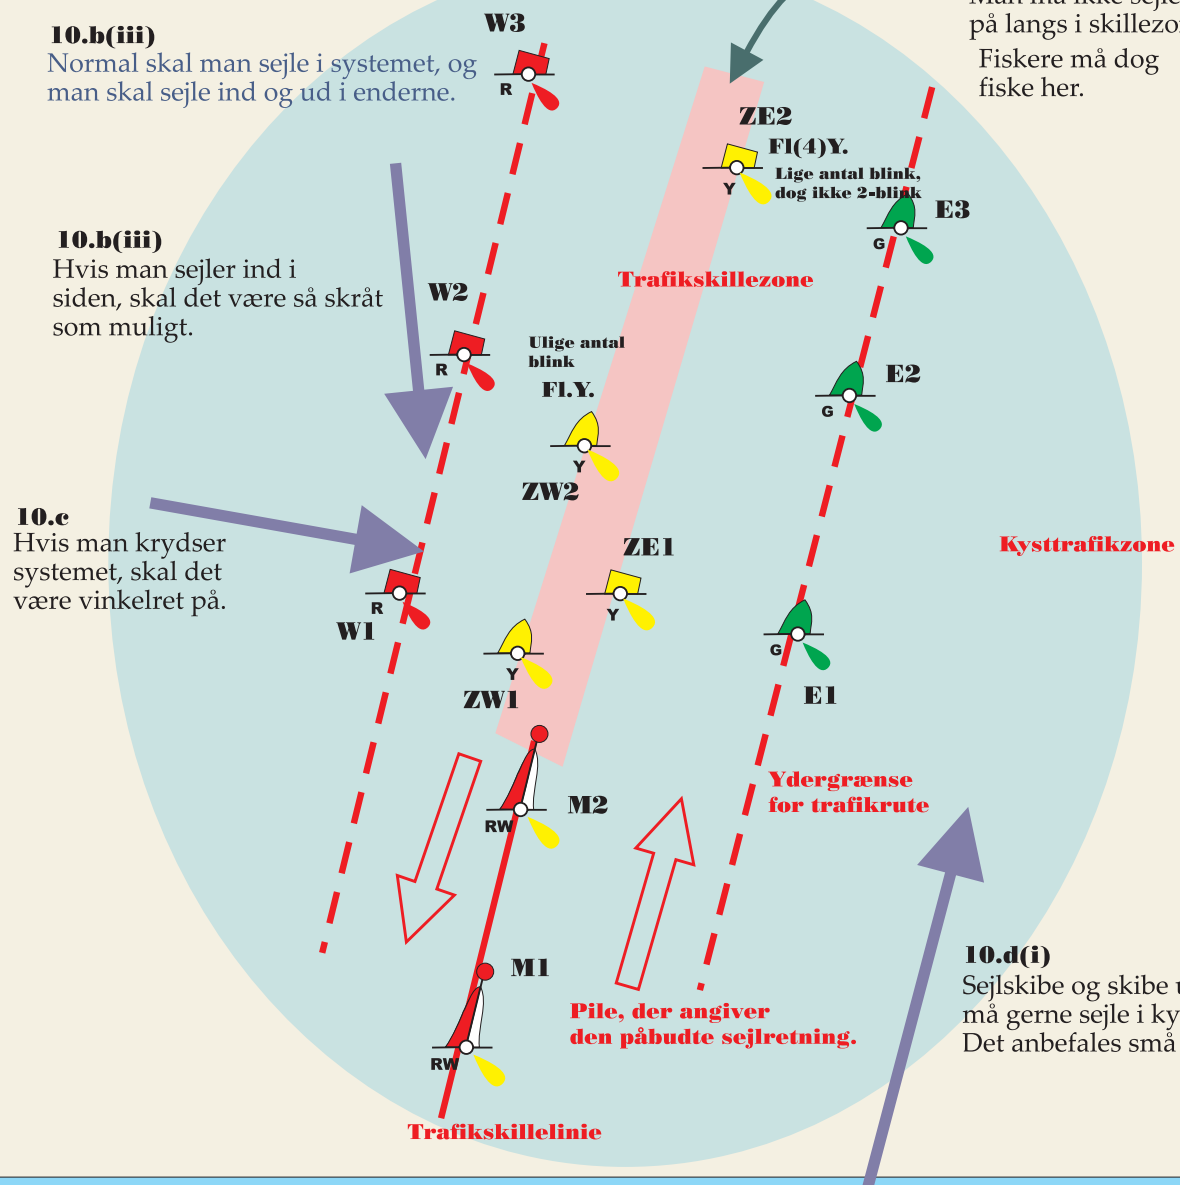 Man må ikke sejle
på langs i skillezo
Fiskere må dog
fiske her.
10.b(iii)
Normal skal man sejle i systemet, og
man skal sejle ind og ud i enderne.
W3
R
ZE2
Fl(4)Y.
Lige antal blink,
dog ikke 2-blink
Y
E3
G
10.b(iii)
Hvis man sejler ind i
siden, skal det være så skråt
som muligt.
Trafikskillezone
W2
R
Ulige antal
blink
Fl.Y.
Y
ZW2
E2
G
10.c
Hvis man krydser
systemet, skal det
være vinkelret på.
ZE1
Y
Kysttrafikzone
R
W1
Y
ZW1
G
E1
Ydergrænse
for trafikrute
M2
RW
10.d(i)
Sejlskibe og skibe u
må gerne sejle i ky
Det anbefales små
M1
RW
Pile, der angiver
den påbudte sejlretning.
Trafikskillelinie